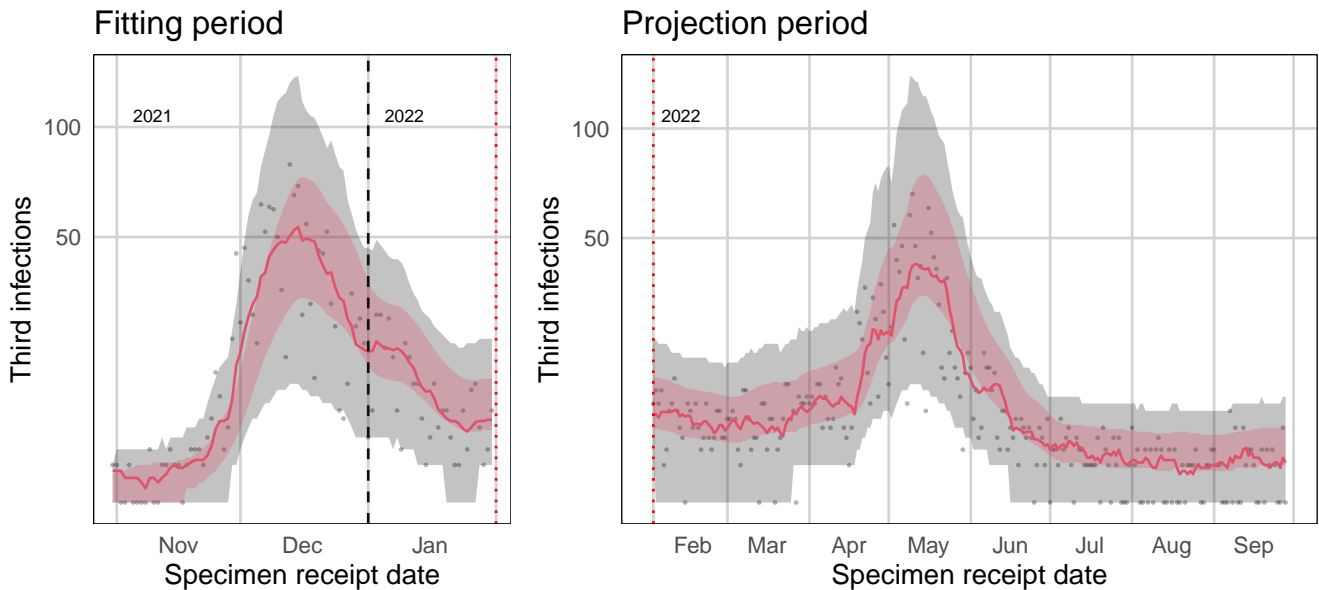 Fitting period
Third infections
100
50
2021
2022
Nov
Dec
Jan
Specimen receipt date
Projection period
Third infections
100
50
2022
Feb
Mar
Apr
May
Jun
Jul
Aug
Sep
Specimen receipt date